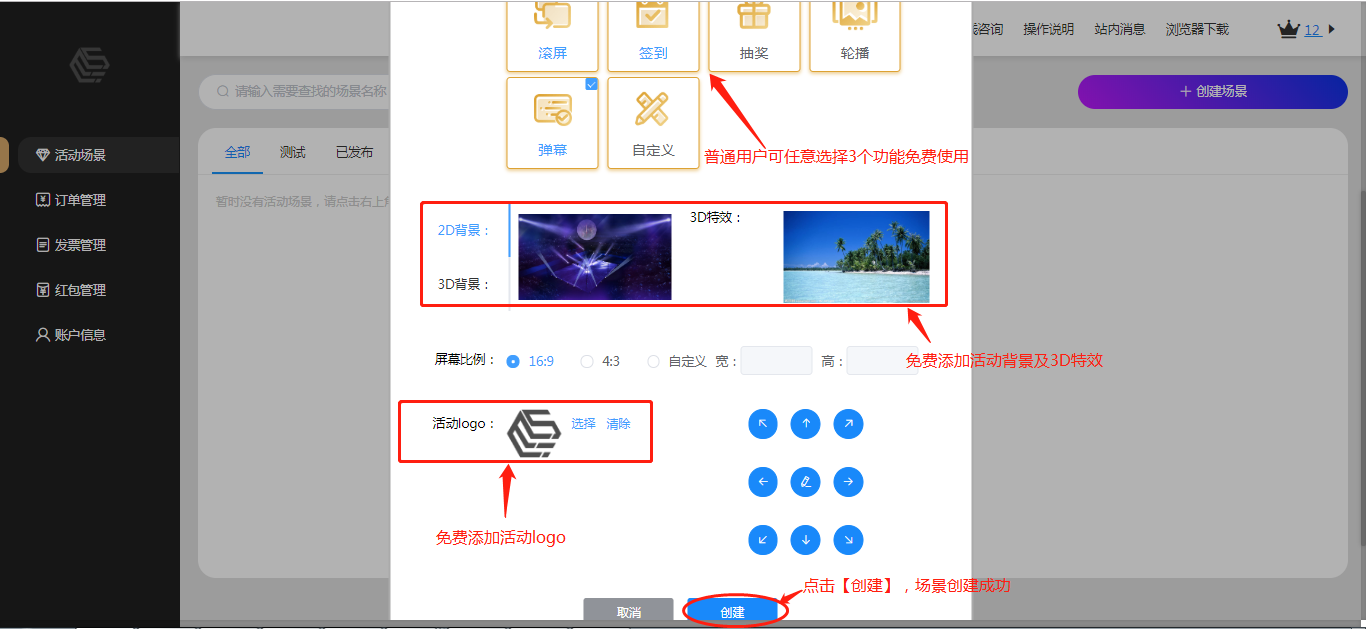 滚屏 签到 抽奖 轮播
咨询 操作说明 站内消息 浏览器下载 12
请输入需要查找的场景名称
+ 创建场景
弹幕 自定义
普通用户可任意选择3个功能免费使用
全部 测试 已发布
活动场景
订单管理
发票管理
红包管理
账户信息
暂时没有活动场景，请点击右上
2D背景：
3D特效：
3D背景：
屏幕比例： 16:9 4:3 自定义 宽： 高：
免费添加活动背景及3D特效
活动logo： 选择 清除
免费添加活动logo
点击【创建】，场景创建成功
取消 创建